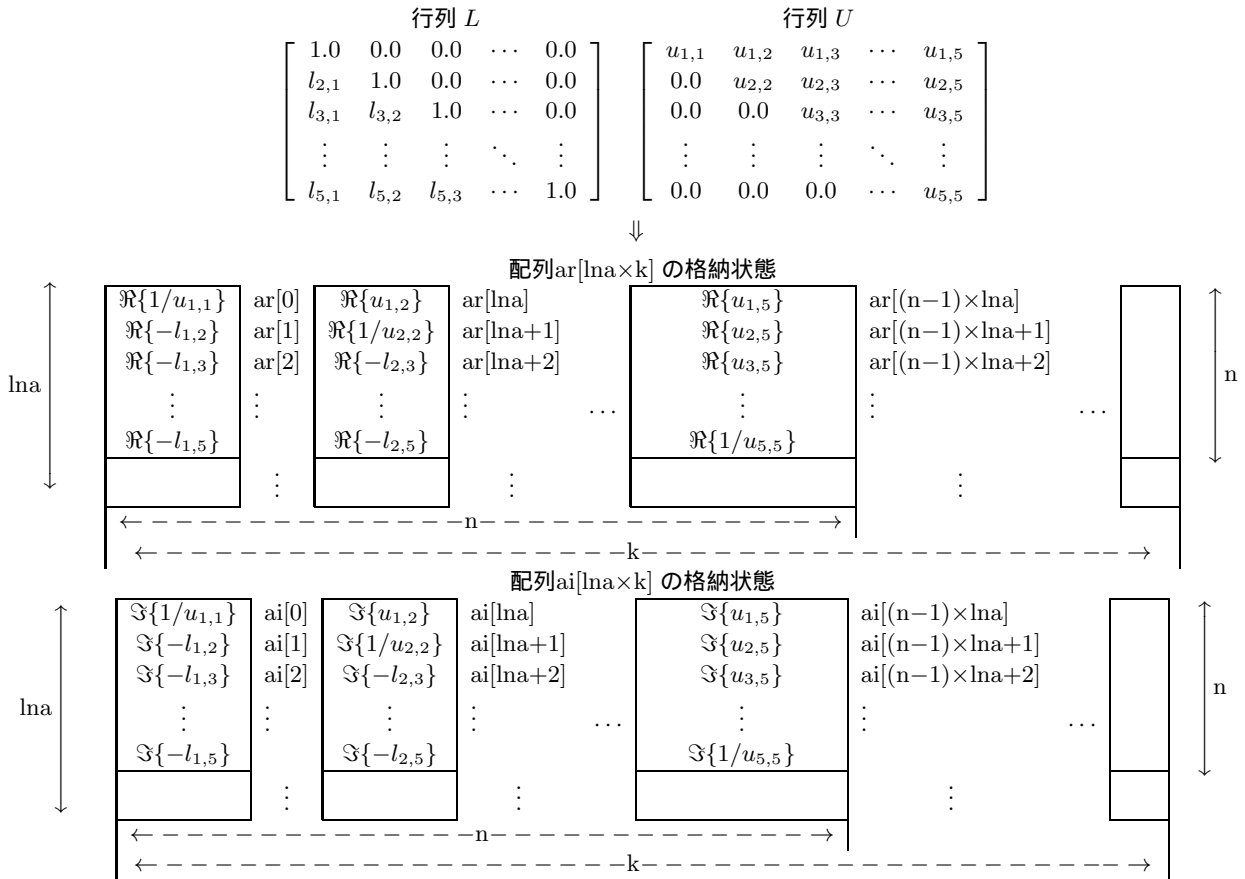 行列 L 行列 U
1.0 0.0 0.0 ⋯ 0.0 u1,1 u1,2 u1,3 ⋯ u1,5
l2,1 1.0 0.0 ⋯ 0.0 0.0 u2,2 u2,3 ⋯ u2,5
l3,1 l3,2 1.0 ⋯ 0.0 0.0 0.0 u3,3 ⋯ u3,5
⋮ ⋮ ⋮ ⋱ ⋮ ⋮ ⋮ ⋮ ⋱ ⋮
l5,1 l5,2 l5,3 ⋯ 1.0 0.0 0.0 0.0 ⋯ u5,5
⇓
配列ar[lna×k] の格納状態
ℜ{1/u1,1} ar[0] ℜ{u1,2} ar[lna] ℜ{u1,5} ar[(n−1)×lna]
ℜ{−l1,2} ar[1] ℜ{1/u2,2} ar[lna+1] ℜ{u2,5} ar[(n−1)×lna+1]
ℜ{−l1,3} ar[2] ℜ{−l2,3} ar[lna+2] ℜ{u3,5} ar[(n−1)×lna+2]
lna ⋮ ⋮ ⋮ ⋮ ⋯ ⋮ ⋮ ⋯ n
ℜ{−l1,5} ℜ{−l2,5} ℜ{1/u5,5}
⋮ ⋮ ⋮
n
k
配列ai[lna×k] の格納状態
ℑ{1/u1,1} ai[0] ℑ{u1,2} ai[lna] ℑ{u1,5} ai[(n−1)×lna]
ℑ{−l1,2} ai[1] ℑ{1/u2,2} ai[lna+1] ℑ{u2,5} ai[(n−1)×lna+1]
ℑ{−l1,3} ai[2] ℑ{−l2,3} ai[lna+2] ℑ{u3,5} ai[(n−1)×lna+2]
lna ⋮ ⋮ ⋮ ⋮ ⋯ ⋮ ⋮ ⋯ n
ℑ{−l1,5} ℑ{−l2,5} ℑ{1/u5,5}
⋮ ⋮ ⋮
n
k